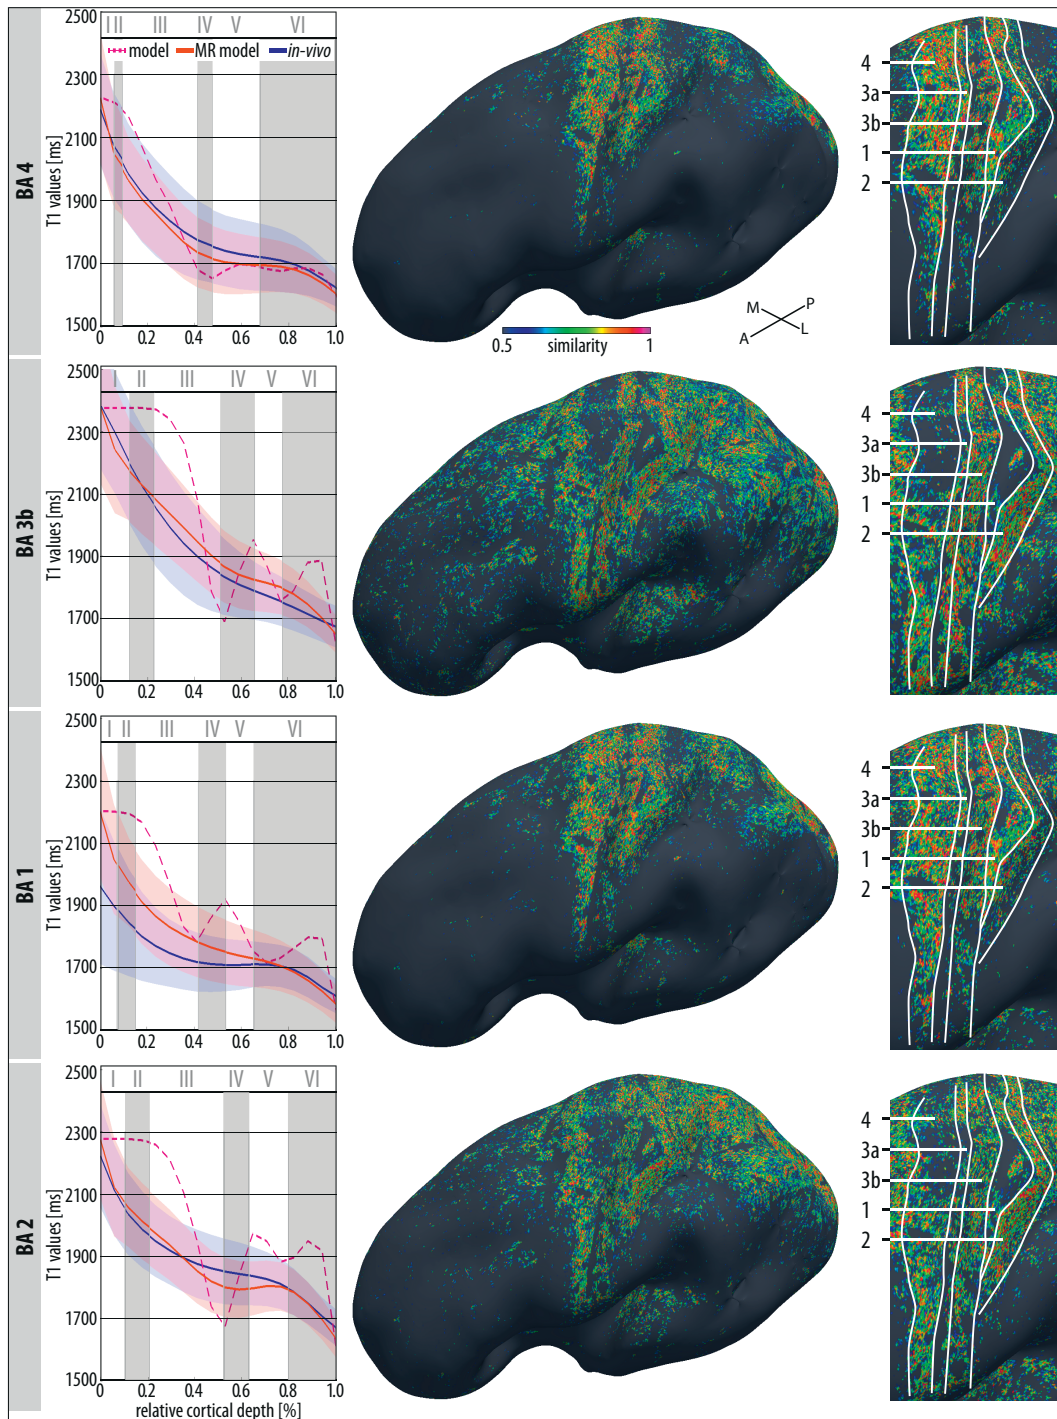 BA 4
2500
2300
2100
1900
1700
1500
T1 values [ms]
I II III IV V VI
model MR model in-vivo
0 0.2 0.4 0.6 0.8 1.0
0.5 similarity 1
M P
A L
4
3a
3b
1
2
BA 3b
2500
2300
2100
1900
1700
1500
T1 values [ms]
I II III IV V VI
0 0.2 0.4 0.6 0.8 1.0
4
3a
3b
1
2
BA 1
2500
2300
2100
1900
1700
1500
T1 values [ms]
I II III IV V VI
0 0.2 0.4 0.6 0.8 1.0
4
3a
3b
1
2
BA 2
2500
2300
2100
1900
1700
1500
T1 values [ms]
I II III IV V VI
0 0.2 0.4 0.6 0.8 1.0
relative cortical depth [%]
4
3a
3b
1
2